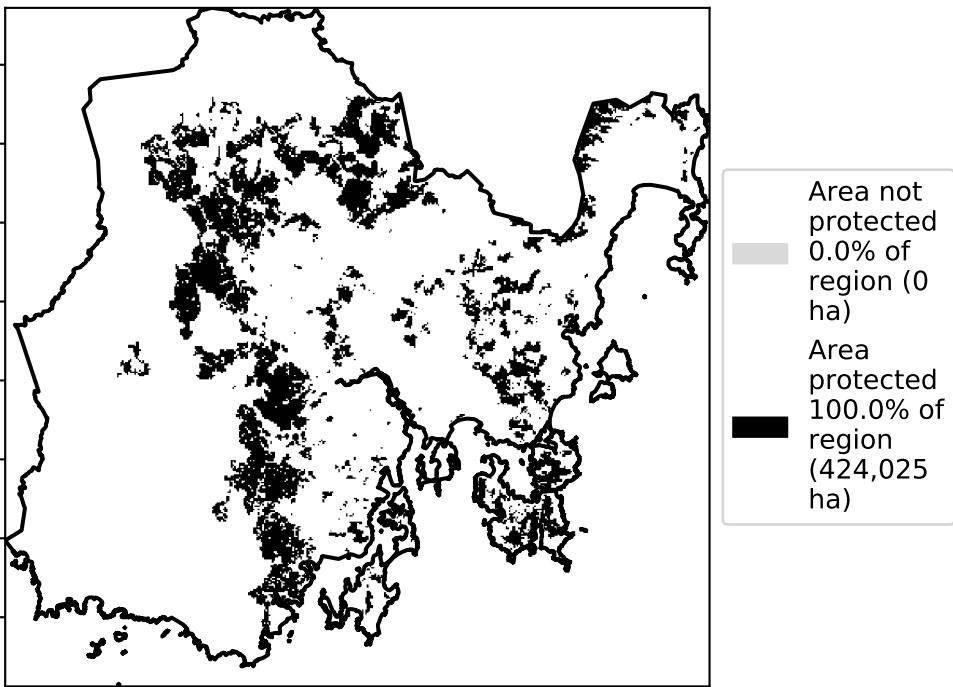 Area not
protected
0.0% of
region (0
ha)
Area
protected
100.0% of
region
(424,025
ha)